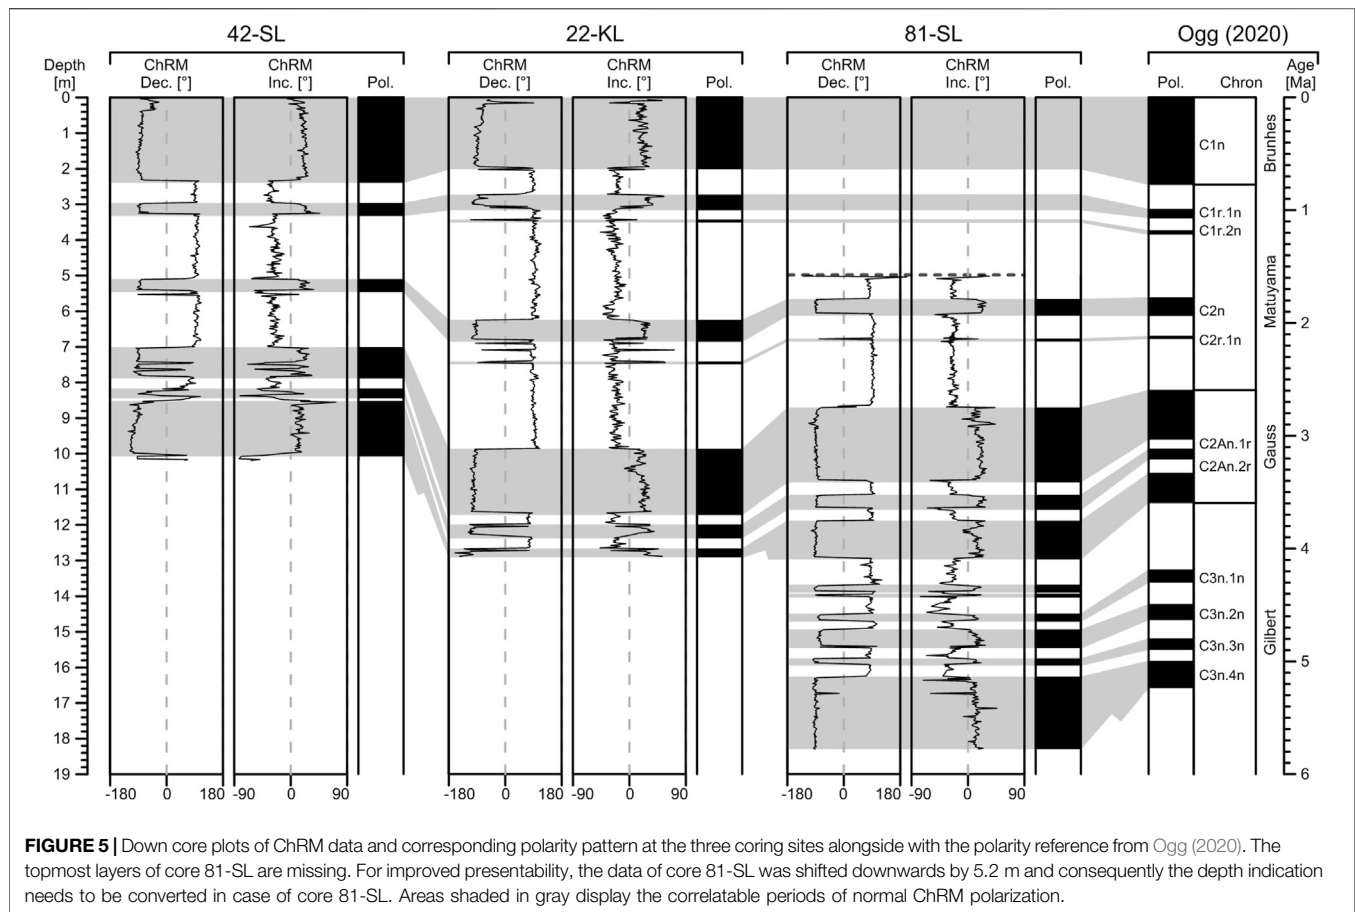 42-SL 22-KL 81-SL Ogg (2020)
Depth [m] ChRM Dec. [°] ChRM Inc. [°] Pol. ChRM Dec. [°] ChRM Inc. [°] Pol. ChRM Dec. [°] ChRM Inc. [°] Pol. Pol. Chron Age [Ma]
0
1
2
3
4
5
6
7
8
9
10
11
12
13
14
15
16
17
18
19
-180 0 180 -90 0 90 -180 0 180 -90 0 90 -180 0 180 -90 0 90
C1n
C1r.1n
C1r.2n
C2n
C2r.1n
C2An.1r
C2An.2r
C3n.1n
C3n.2n
C3n.3n
C3n.4n
Brunhes
Matuyama
Gauss
Gilbert
0
1
2
3
4
5
6
FIGURE 5 | Down core plots of ChRM data and corresponding polarity pattern at the three coring sites alongside with the polarity reference from Ogg (2020). The
topmost layers of core 81-SL are missing. For improved presentability, the data of core 81-SL was shifted downwards by 5.2 m and consequently the depth indication
needs to be converted in case of core 81-SL. Areas shaded in gray display the correlatable periods of normal ChRM polarization.